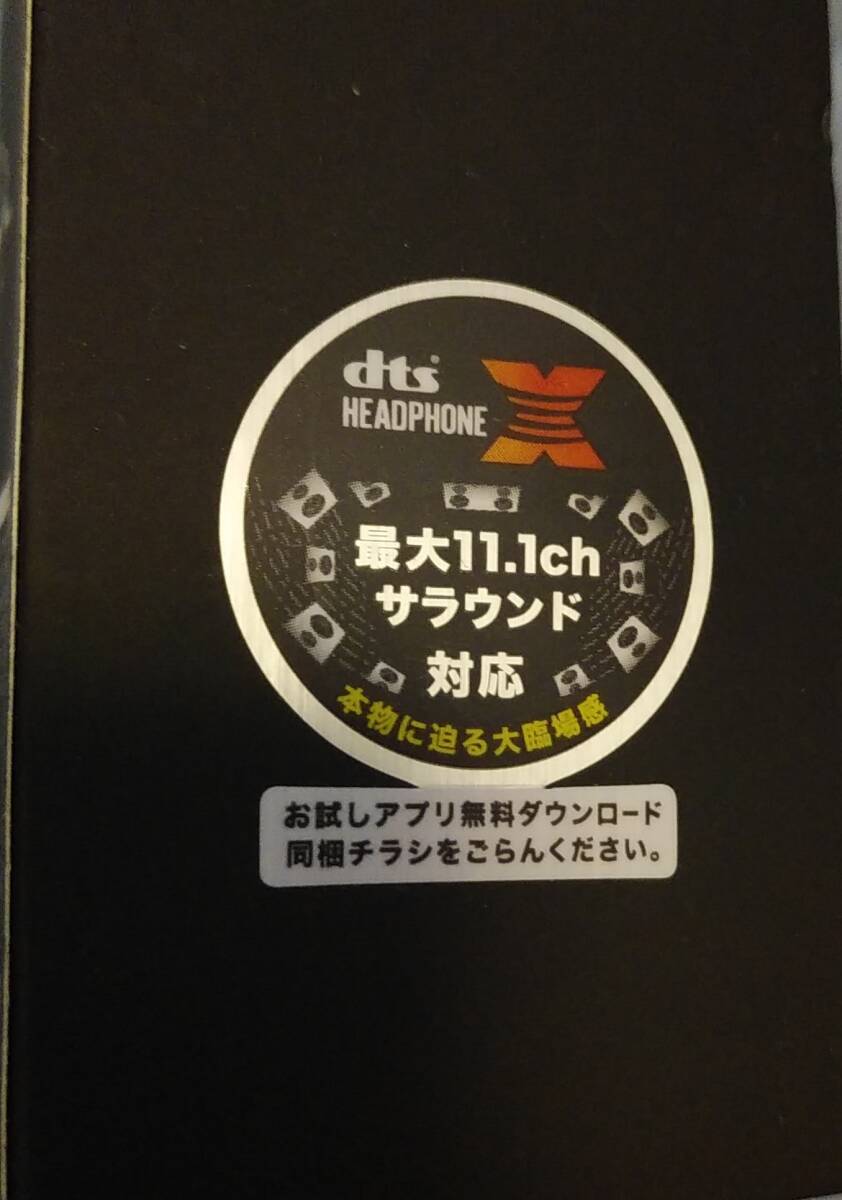 dts
HEADPHONE X
最大11.1ch
サラウンド
対応
本物に迫る大臨場感
お試しアプリ無料ダウンロード
同梱チラシをごらんください。